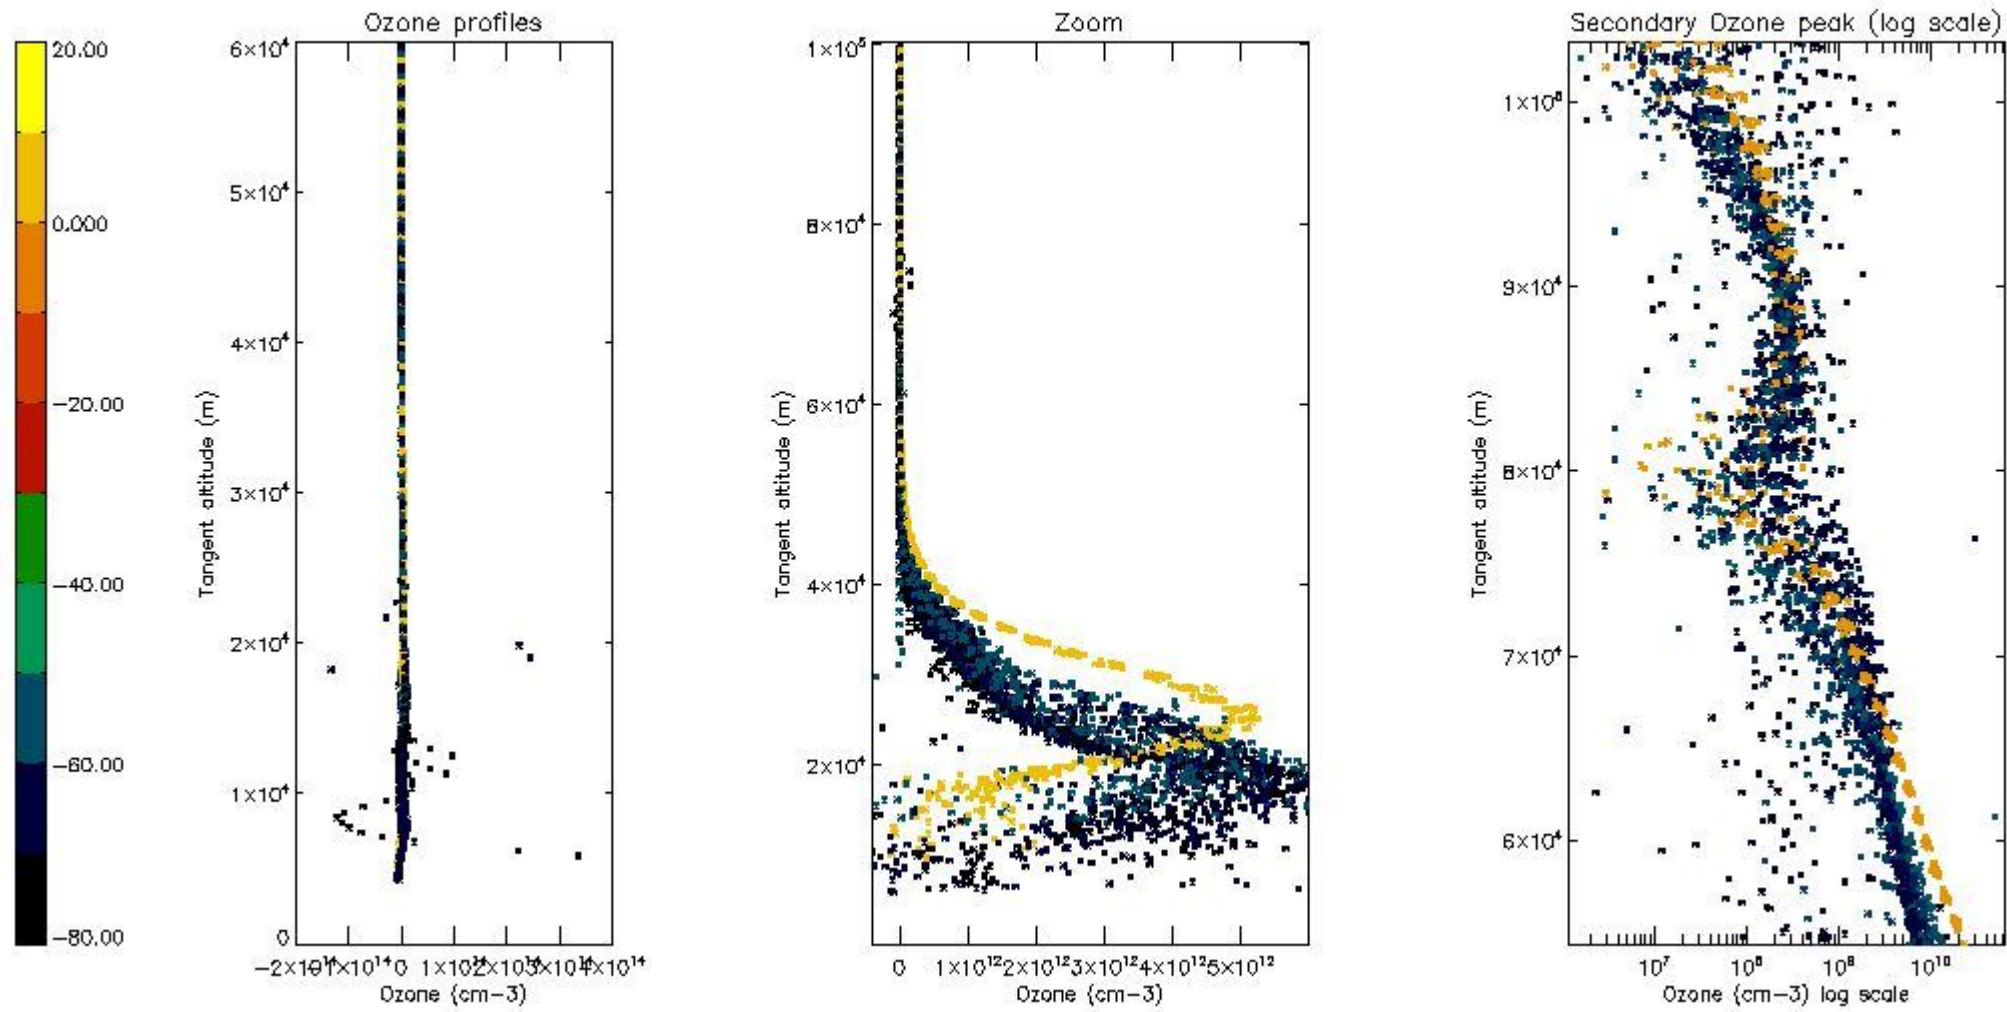 20.00
0.000
−20.00
−40.00
−60.00
−80.00
Ozone profiles
6×10⁴
5×10⁴
4×10⁴
3×10⁴
2×10⁴
1×10⁴
0
Tangent altitude (m)
0
4×10¹⁴
Ozone (cm−3)
Zoom
1×10⁵
8×10⁴
6×10⁴
4×10⁴
2×10⁴
Tangent altitude (m)
0 1×10¹² 2×10¹² 3×10¹² 4×10¹² 5×10¹²
Ozone (cm−3)
Secondary Ozone peak (log scale)
1×10⁵
9×10⁴
8×10⁴
7×10⁴
6×10⁴
Tangent altitude (m)
10⁷ 10⁸ 10⁹ 10¹⁰
Ozone (cm−3) log scale